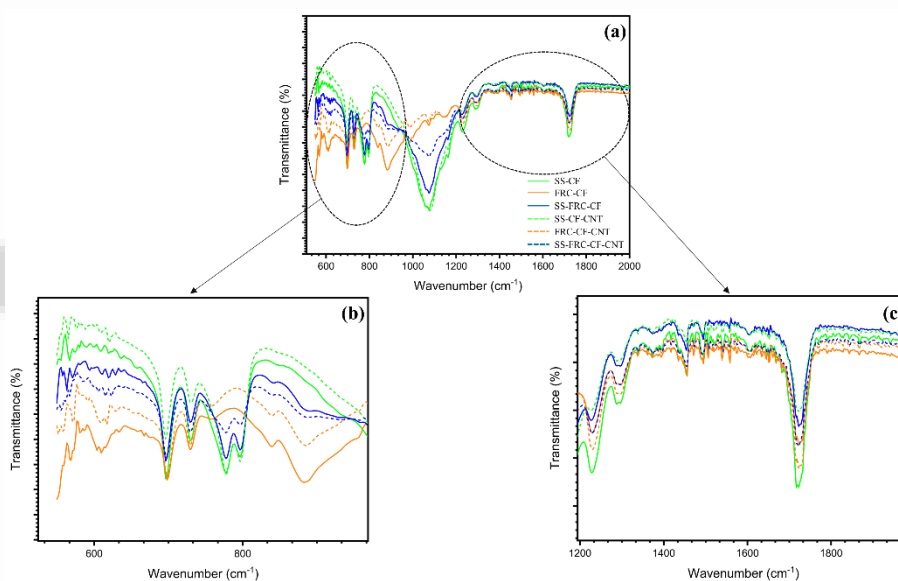 (a)
Transmittance (%)
SS-CF
FRC-CF
SS-FRC-CF
SS-CF-CNT
FRC-CF-CNT
SS-FRC-CF-CNT
600 800 1000 1200 1400 1600 1800 2000
Wavenumber (cm⁻¹)
(b)
Transmittance (%)
600 800
Wavenumber (cm⁻¹)
(c)
Transmittance (%)
1200 1400 1600 1800
Wavenumber (cm⁻¹)